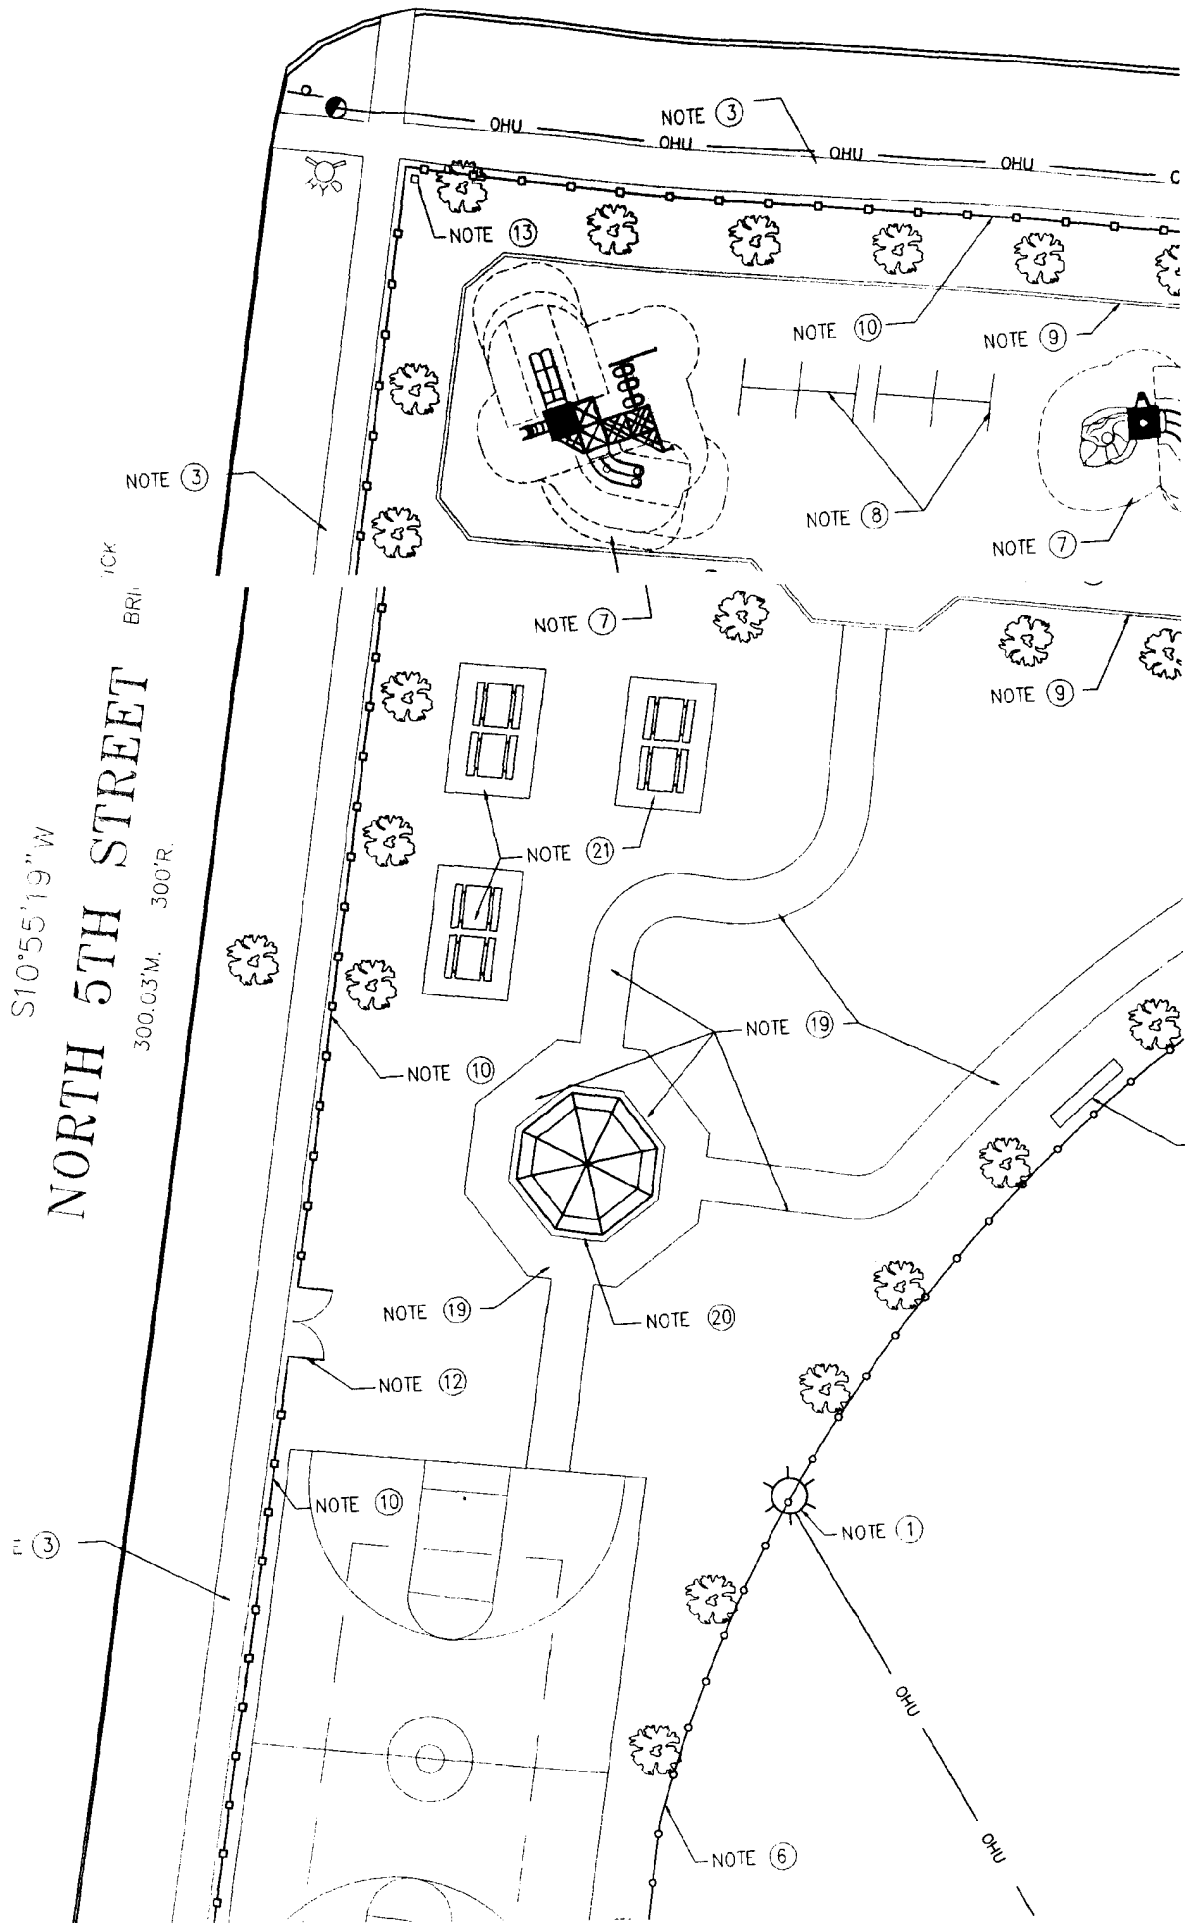 NOTE 3
OHU
OHU
OHU
OHU
NOTE 13
NOTE 10
NOTE 9
NOTE 3
NOTE 8
NOTE 7
NOTE 7
NOTE 9
NOTE 21
S10°55'19"W
NORTH 5TH STREET
300.03'M. 300'R.
NOTE 19
NOTE 10
NOTE 19
NOTE 20
NOTE 12
NOTE 10
NOTE 1
3
OHU
OHU
NOTE 6